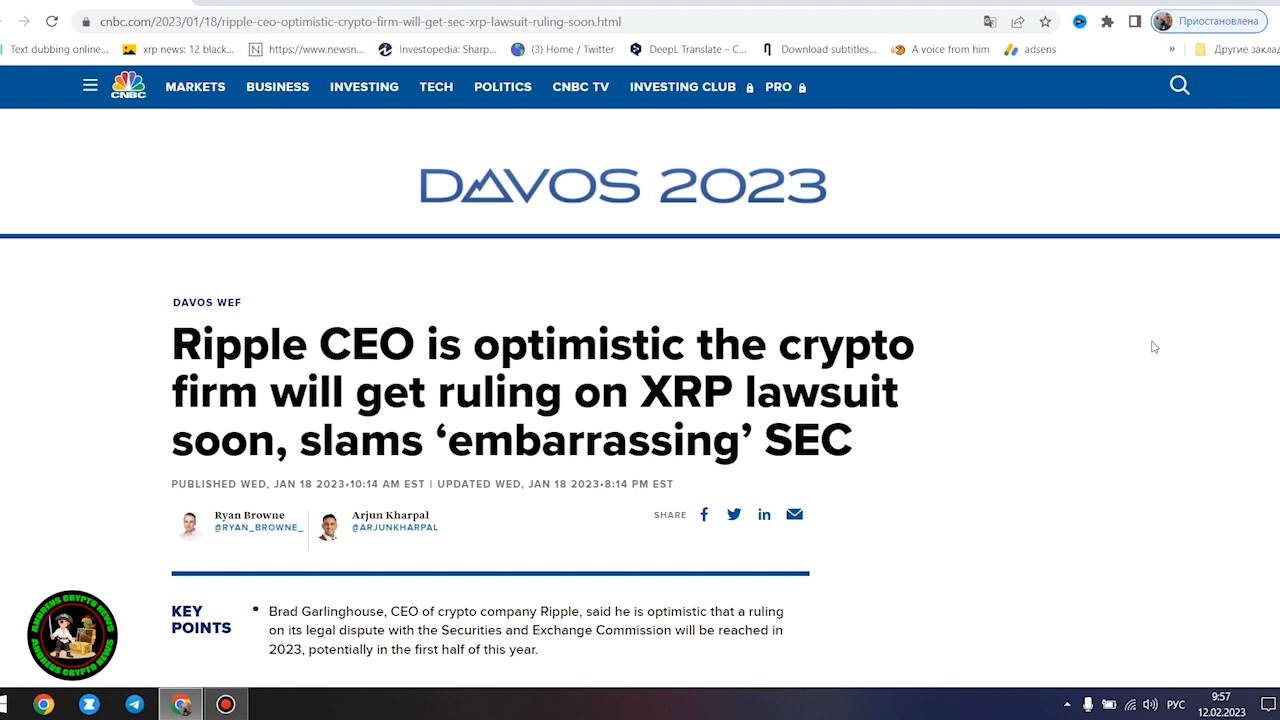 cnbc.com/2023/01/18/ripple-ceo-optimistic-crypto-firm-will-get-sec-xrp-lawsuit-ruling-soon.html
Приостановлена
Text dubbing online... xrp news: 12 black... https://www.newsn... Investopedia: Sharp... (3) Home / Twitter DeepL Translate – C... Download subtitles... A voice from him adsens » Другие заклад
CNBC MARKETS BUSINESS INVESTING TECH POLITICS CNBC TV INVESTING CLUB PRO
DAVOS 2023
DAVOS WEF
Ripple CEO is optimistic the crypto
firm will get ruling on XRP lawsuit
soon, slams ‘embarrassing’ SEC
PUBLISHED WED, JAN 18 2023•10:14 AM EST | UPDATED WED, JAN 18 2023•8:14 PM EST
Ryan Browne
@RYAN_BROWNE_
Arjun Kharpal
@ARJUNKHARPAL
SHARE
KEY
POINTS
• Brad Garlinghouse, CEO of crypto company Ripple, said he is optimistic that a ruling
on its legal dispute with the Securities and Exchange Commission will be reached in
2023, potentially in the first half of this year.
ANDREUS CRYPTO NEWS
ANDREUS CRYPTO NEWS
РУС
9:57
12.02.2023